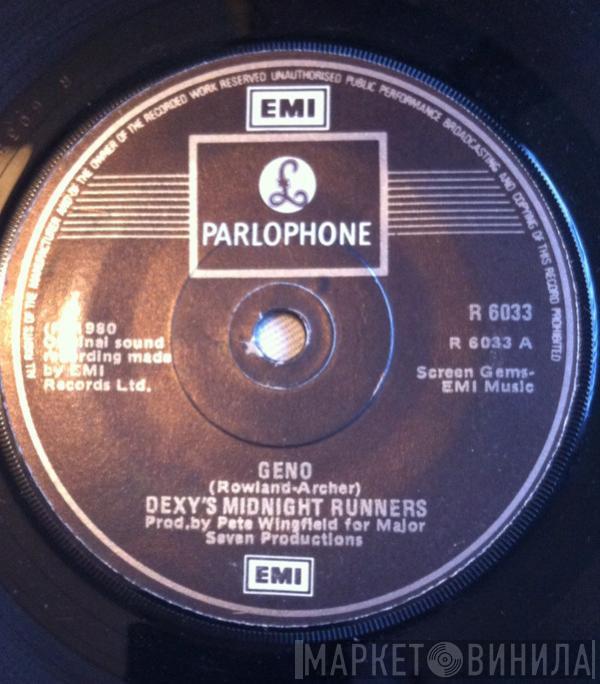 ALL RIGHTS OF THE MANUFACTURER AND OF THE OWNER OF THE RECORDED WORK RESERVED UNAUTHORISED PUBLIC PERFORMANCE BROADCASTING AND COPYING OF THIS RECORD PROHIBITED
EMI
£
PARLOPHONE
R 6033
(P) 1980
Original sound
recording made
by EMI
Records Ltd.
R 6033 A
Screen Gems-
EMI Music
GENO
(Rowland-Archer)
DEXY'S MIDNIGHT RUNNERS
Prod.by Pete Wingfield for Major
Seven Productions
EMI
МАРКЕТ ВИНИЛА